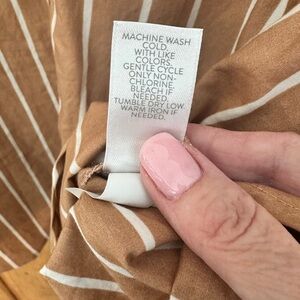 MACHINE WASH
COLD.
WITH LIKE
COLORS.
GENTLE CYCLE
ONLY NON-
CHLORINE.
BLEACH IF
NEEDED.
TUMBLE DRY LOW.
WARM IRON IF
NEEDED.